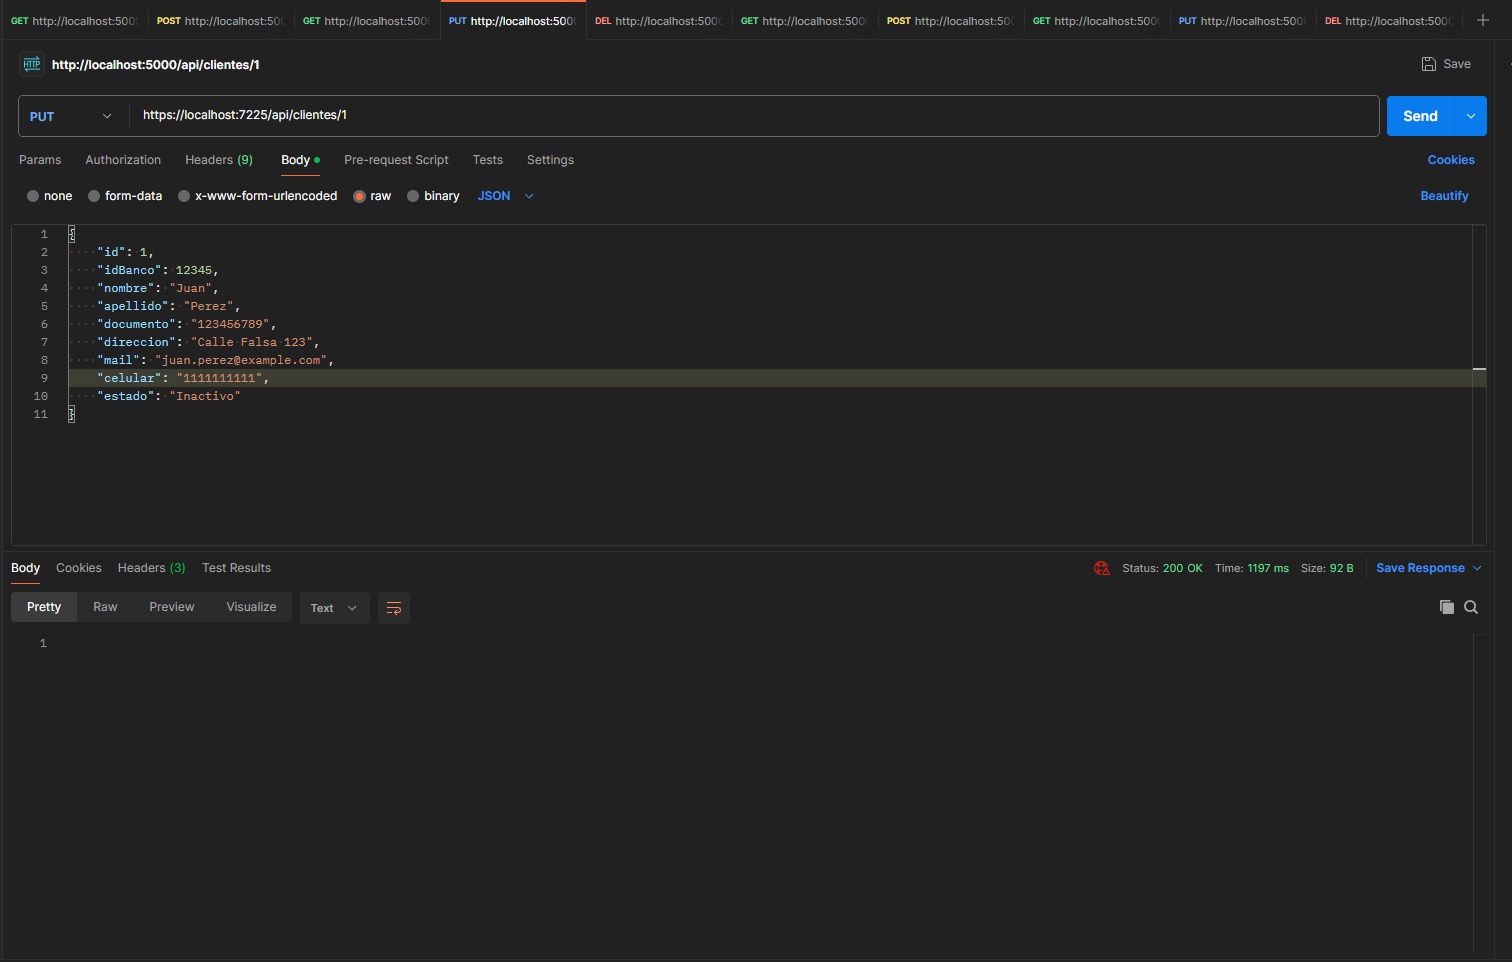 GET http://localhost:500 POST http://localhost:50 GET http://localhost:500 PUT http://localhost:500 DEL http://localhost:500 GET http://localhost:500 POST http://localhost:50 GET http://localhost:500 PUT http://localhost:500 DEL http://localhost:500
HTTP http://localhost:5000/api/clientes/1 Save
PUT https://localhost:7225/api/clientes/1 Send
Params Authorization Headers (9) Body Pre-request Script Tests Settings Cookies
none form-data x-www-form-urlencoded raw binary JSON Beautify
1 {
2 "id": 1,
3 "idBanco": 12345,
4 "nombre": "Juan",
5 "apellido": "Perez",
6 "documento": "123456789",
7 "direccion": "Calle Falsa 123",
8 "mail": "juan.perez@example.com",
9 "celular": "1111111111",
10 "estado": "Inactivo"
11 }
Body Cookies Headers (3) Test Results Status: 200 OK Time: 1197 ms Size: 92 B Save Response
Pretty Raw Preview Visualize Text
1